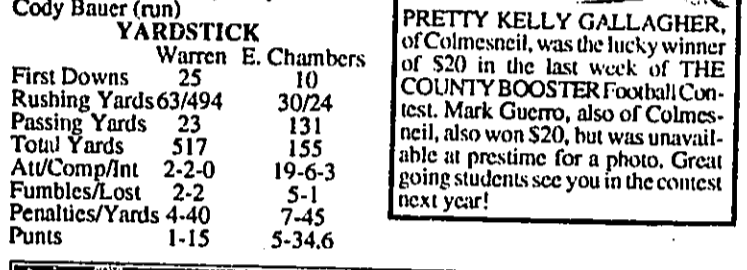 Cody Bauer (run)
YARDSTICK
Warren E. Chambers
First Downs 25 10
Rushing Yards 63/494 30/24
Passing Yards 23 131
Total Yards 517 155
Att/Comp/Int 2-2-0 19-6-3
Fumbles/Lost 2-2 5-1
Penalties/Yards 4-40 7-45
Punts 1-15 5-34.6
PRETTY KELLY GALLAGHER,
of Colmesneil, was the lucky winner
of $20 in the last week of THE
COUNTY BOOSTER Football Con-
test. Mark Guerro, also of Colmes-
neil, also won $20, but was unavail-
able at prestime for a photo. Great
going students see you in the contest
next year!